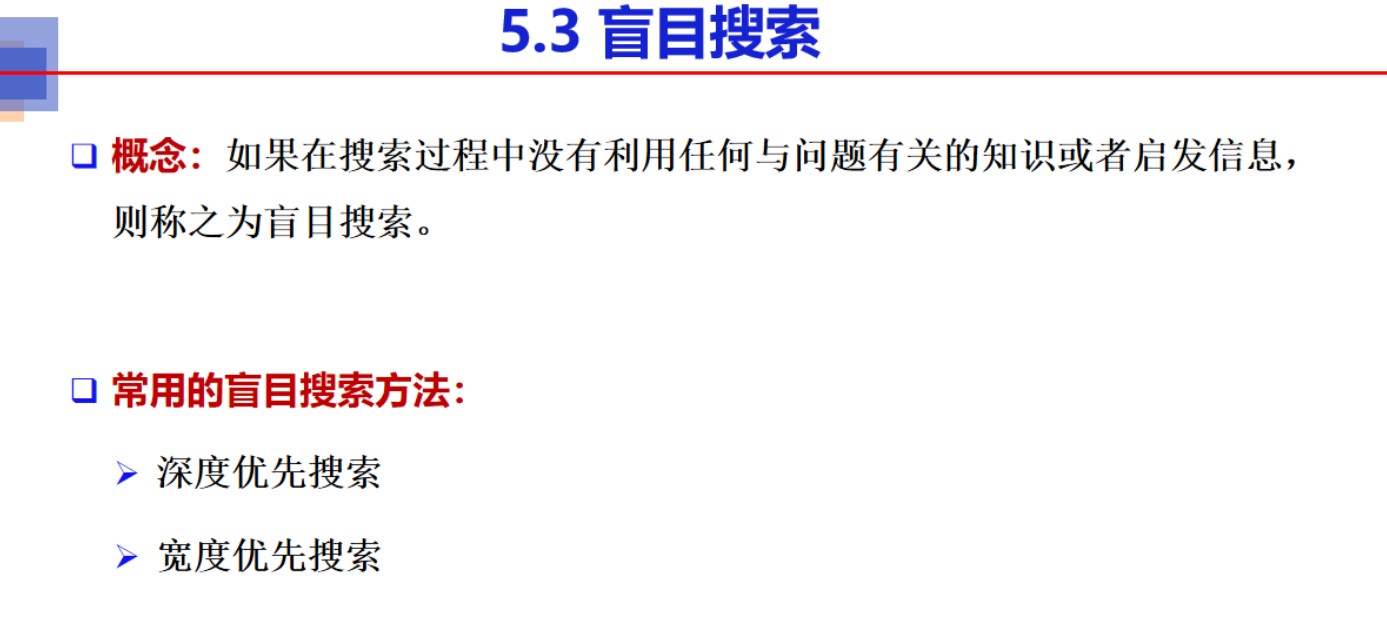 5.3 盲目搜索
概念：如果在搜索过程中没有利用任何与问题有关的知识或者启发信息，
则称之为盲目搜索。
常用的盲目搜索方法：
深度优先搜索
宽度优先搜索